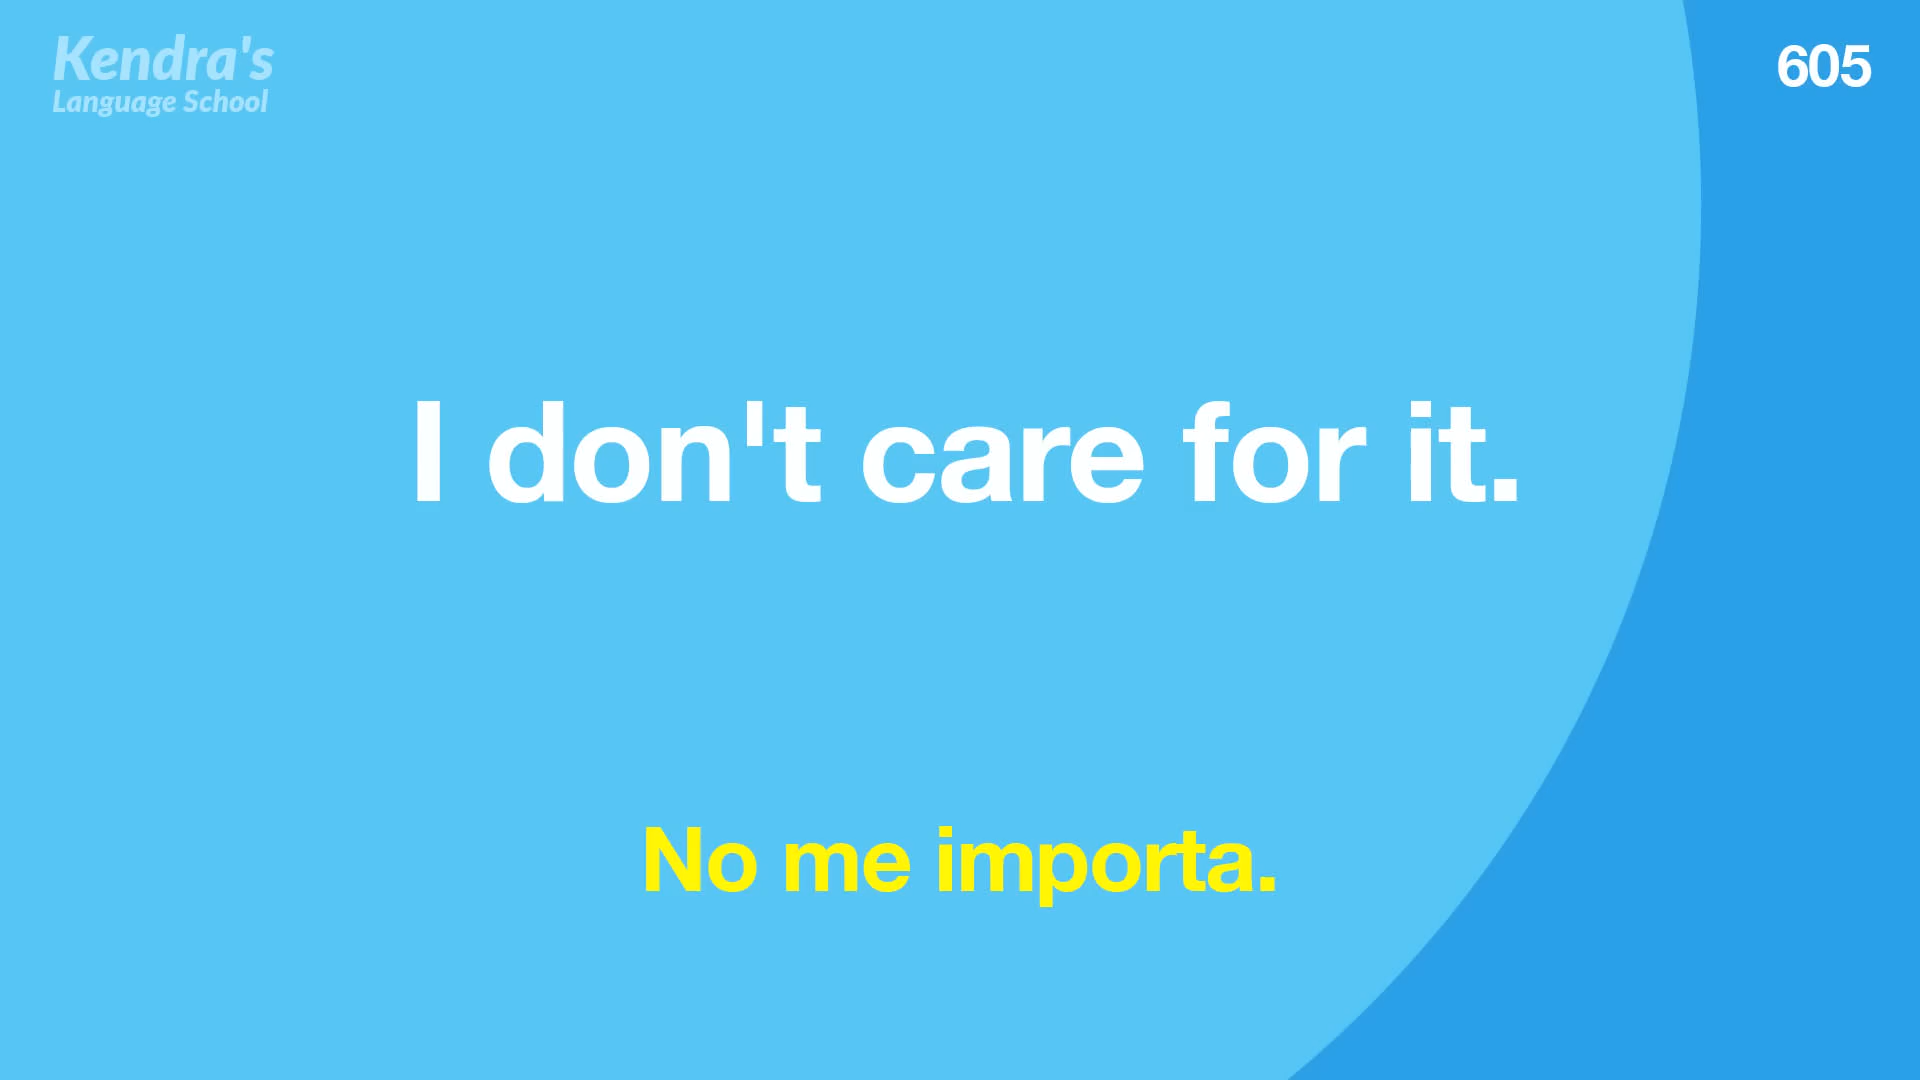 Kendra's
Language School
605
I don't care for it.
No me importa.